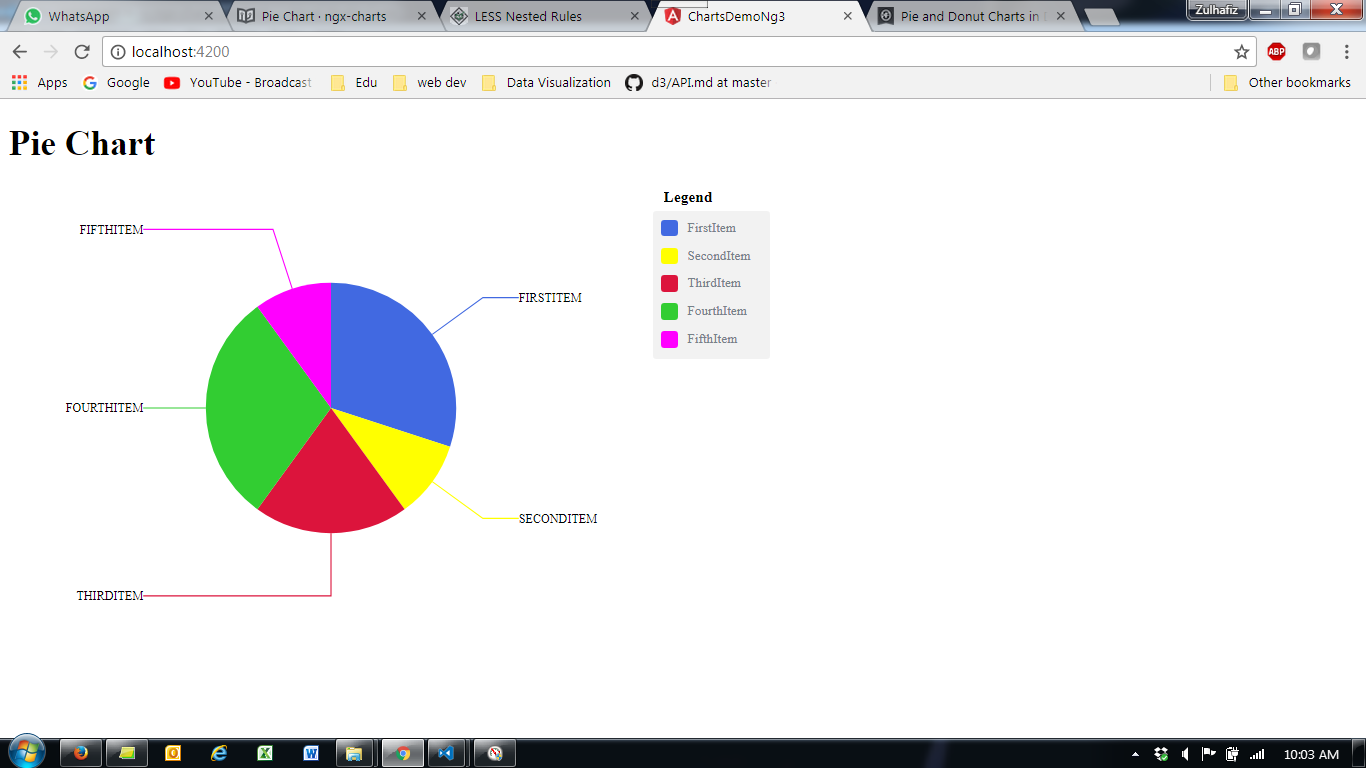 WhatsApp
Pie Chart · ngx-charts
LESS Nested Rules
ChartsDemoNg3
Pie and Donut Charts in
Zulhafiz
localhost:4200
ABP
Apps
Google
YouTube - Broadcast
Edu
web dev
Data Visualization
d3/API.md at master
Other bookmarks
Pie Chart
Legend
FirstItem
SecondItem
ThirdItem
FourthItem
FifthItem
FIFTHITEM
FIRSTITEM
FOURTHITEM
SECONDITEM
THIRDITEM
10:03 AM